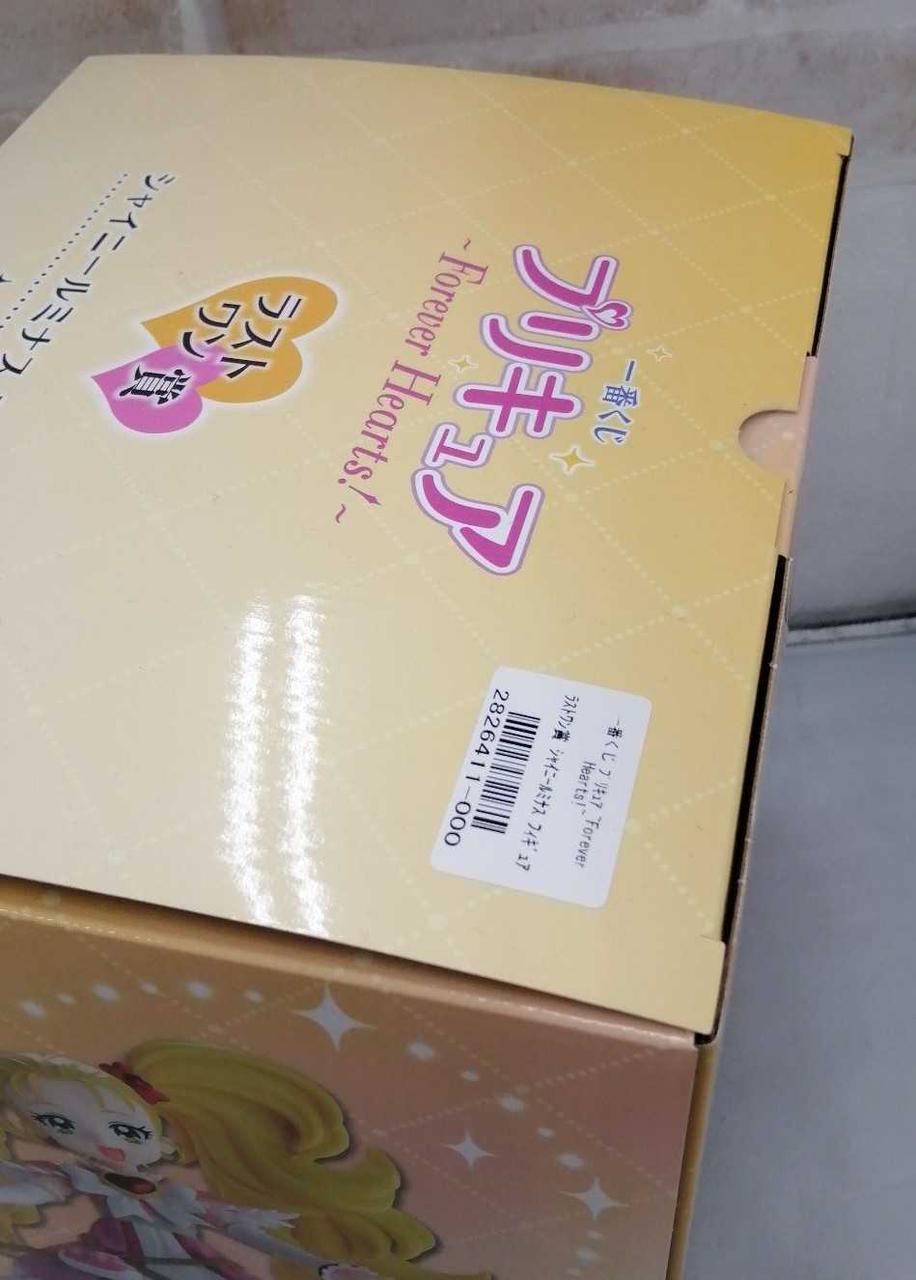 一番くじ
プリキュア
~Forever Hearts!~
ラスト
ワン
賞
シャイニールミナス
一番くじ プリキュア ~Forever
Hearts!~
ラストワン賞 シャイニールミナス フィギュア
2826411-000